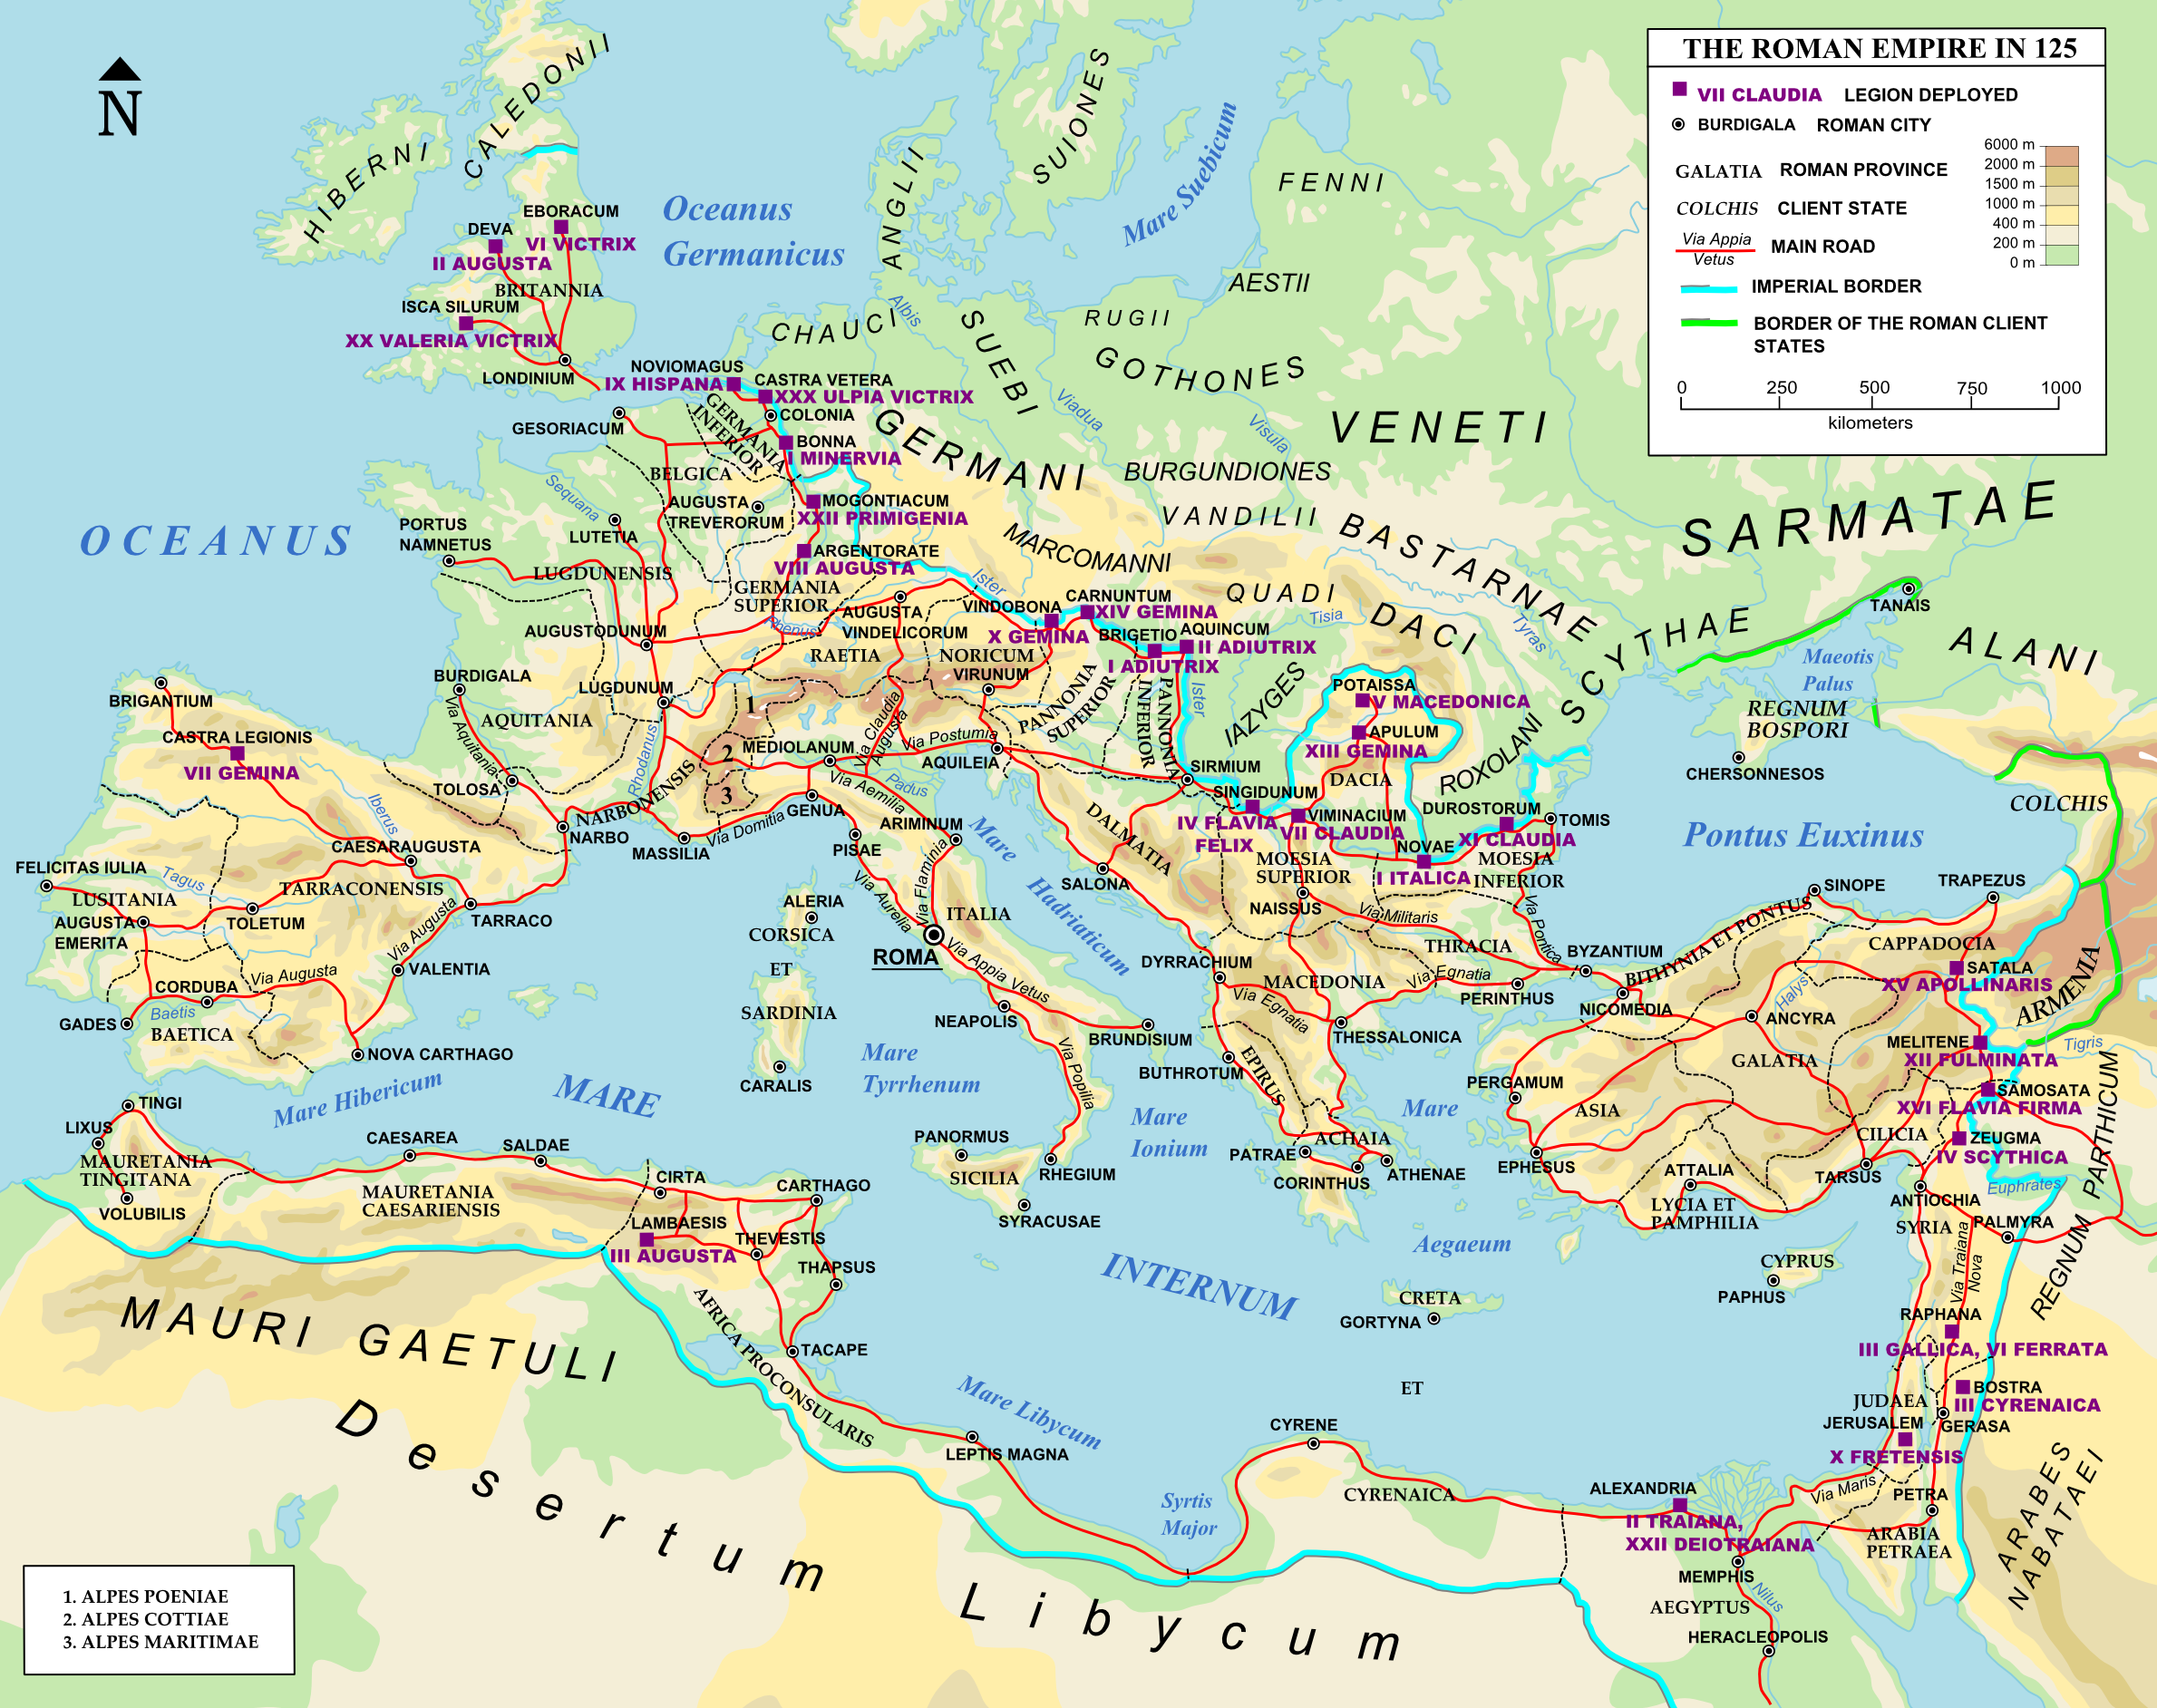 THE ROMAN EMPIRE IN 125
VII CLAUDIA LEGION DEPLOYED
BURDIGALA ROMAN CITY
GALATIA ROMAN PROVINCE
COLCHIS CLIENT STATE
Via Appia
Vetus
MAIN ROAD
IMPERIAL BORDER
BORDER OF THE ROMAN CLIENT
STATES
6000 m
2000 m
1500 m
1000 m
400 m
200 m
0 m
0 250 500 750 1000
kilometers
N
HIBERNI
CALEDONII
EBORACUM
VI VICTRIX
DEVA
II AUGUSTA
BRITANNIA
ISCA SILURUM
XX VALERIA VICTRIX
LONDINIUM
Oceanus
Germanicus
ANGLII
SUIONES
Mare Suebicum
FENNI
AESTII
RUGII
GOTHONES
CHAUCI
Albis
SUEBI
Viadua
Visula
VENETI
GERMANI
BURGUNDIONES
VANDILII
MARCOMANNI
QUADI
BASTARNAE
DACI
SARMATAE
SCYTHAE
ALANI
TANAIS
Maeotis
Palus
REGNUM
BOSPORI
CHERSONNESOS
COLCHIS
Pontus Euxinus
OCEANUS
NOVIOMAGUS
IX HISPANA
CASTRA VETERA
XXX ULPIA VICTRIX
COLONIA
GESORIACUM
GERMANIA
INFERIOR
BONNA
I MINERVIA
BELGICA
AUGUSTA
TREVERORUM
MOGONTIACUM
XXII PRIMIGENIA
ARGENTORATE
VIII AUGUSTA
GERMANIA
SUPERIOR
Sequana
LUTETIA
PORTUS
NAMNETUS
LUGDUNENSIS
AUGUSTODUNUM
LUGDUNUM
BURDIGALA
AQUITANIA
Via Aquitania
TOLOSA
NARBONENSIS
NARBO
Rhodanus
MASSILIA
Via Domitia
Rhenus
AUGUSTA
VINDELICORUM
RAETIA
NORICUM
VIRUNUM
Ister
VINDOBONA
X GEMINA
CARNUNTUM
XIV GEMINA
BRIGETIO
I ADIUTRIX
AQUINCUM
II ADIUTRIX
PANNONIA
SUPERIOR
PANNONIA
INFERIOR
Ister
IAZYGES
Tisia
Tyras
POTAISSA
V MACEDONICA
APULUM
XIII GEMINA
DACIA
ROXOLANI
1
2
3
MEDIOLANUM
Via Claudia
Augusta
Via Postumia
AQUILEIA
Padus
Via Aemilia
GENUA
PISAE
ARIMINUM
Via Aurelia
Via Flaminia
ITALIA
ROMA
Via Appia Vetus
NEAPOLIS
BRUNDISIUM
Via Popilia
RHEGIUM
PANORMUS
SICILIA
SYRACUSAE
ALERIA
CORSICA
ET
SARDINIA
CARALIS
Mare
Hadriaticum
Mare
Tyrrhenum
Mare
Ionium
SIRMIUM
SINGIDUNUM
IV FLAVIA
FELIX
VIMINACIUM
VII CLAUDIA
DUROSTORUM
XI CLAUDIA
TOMIS
NOVAE
I ITALICA
MOESIA
SUPERIOR
MOESIA
INFERIOR
DALMATIA
SALONA
NAISSUS
Via Militaris
Via Pontica
THRACIA
BYZANTIUM
PERINTHUS
DYRRACHIUM
MACEDONIA
Via Egnatia
Via Egnatia
THESSALONICA
BUTHROTUM
EPIRUS
ACHAIA
PATRAE
CORINTHUS
ATHENAE
Mare
Aegaeum
BRIGANTIUM
CASTRA LEGIONIS
VII GEMINA
Iberus
CAESARAUGUSTA
FELICITAS IULIA
LUSITANIA
Tagus
TARRACONENSIS
TOLETUM
TARRACO
AUGUSTA
EMERITA
Via Augusta
VALENTIA
CORDUBA
Via Augusta
Baetis
GADES
BAETICA
NOVA CARTHAGO
Mare Hibericum
MARE
INTERNUM
TINGI
LIXUS
MAURETANIA
TINGITANA
VOLUBILIS
CAESAREA
SALDAE
MAURETANIA
CAESARIENSIS
CIRTA
CARTHAGO
LAMBAESIS
III AUGUSTA
THEVESTIS
THAPSUS
TACAPE
AFRICA PROCONSULARIS
MAURI GAETULI
Desertum Libycum
Mare Libycum
LEPTIS MAGNA
Syrtis
Major
CYRENE
CYRENAICA
CRETA
GORTYNA
ET
SINOPE
TRAPEZUS
BITHYNIA ET PONTUS
NICOMEDIA
CAPPADOCIA
SATALA
XV APOLLINARIS
ARMENIA
Halys
ANCYRA
GALATIA
MELITENE
XII FULMINATA
Tigris
PERGAMUM
ASIA
SAMOSATA
XVI FLAVIA FIRMA
CILICIA
ZEUGMA
IV SCYTHICA
EPHESUS
ATTALIA
TARSUS
LYCIA ET
PAMPHILIA
ANTIOCHIA
Euphrates
SYRIA
PALMYRA
REGNUM PARTHICUM
CYPRUS
PAPHUS
Via Traiana
Nova
RAPHANA
III GALLICA, VI FERRATA
BOSTRA
III CYRENAICA
JUDAEA
JERUSALEM
GERASA
X FRETENSIS
Via Maris
PETRA
ARABIA
PETRAEA
ARABES
NABATAEI
ALEXANDRIA
II TRAIANA,
XXII DEIOTRAIANA
MEMPHIS
Nilus
AEGYPTUS
HERACLEOPOLIS
1. ALPES POENIAE
2. ALPES COTTIAE
3. ALPES MARITIMAE